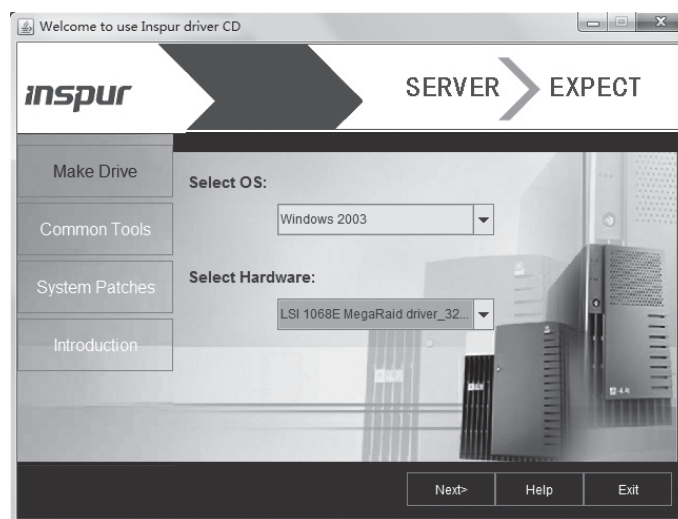 Welcome to use Inspur driver CD
inspur
SERVER EXPECT
Make Drive
Common Tools
System Patches
Introduction
Select OS:
Windows 2003
Select Hardware:
LSI 1068E MegaRaid driver_32...
Next>
Help
Exit